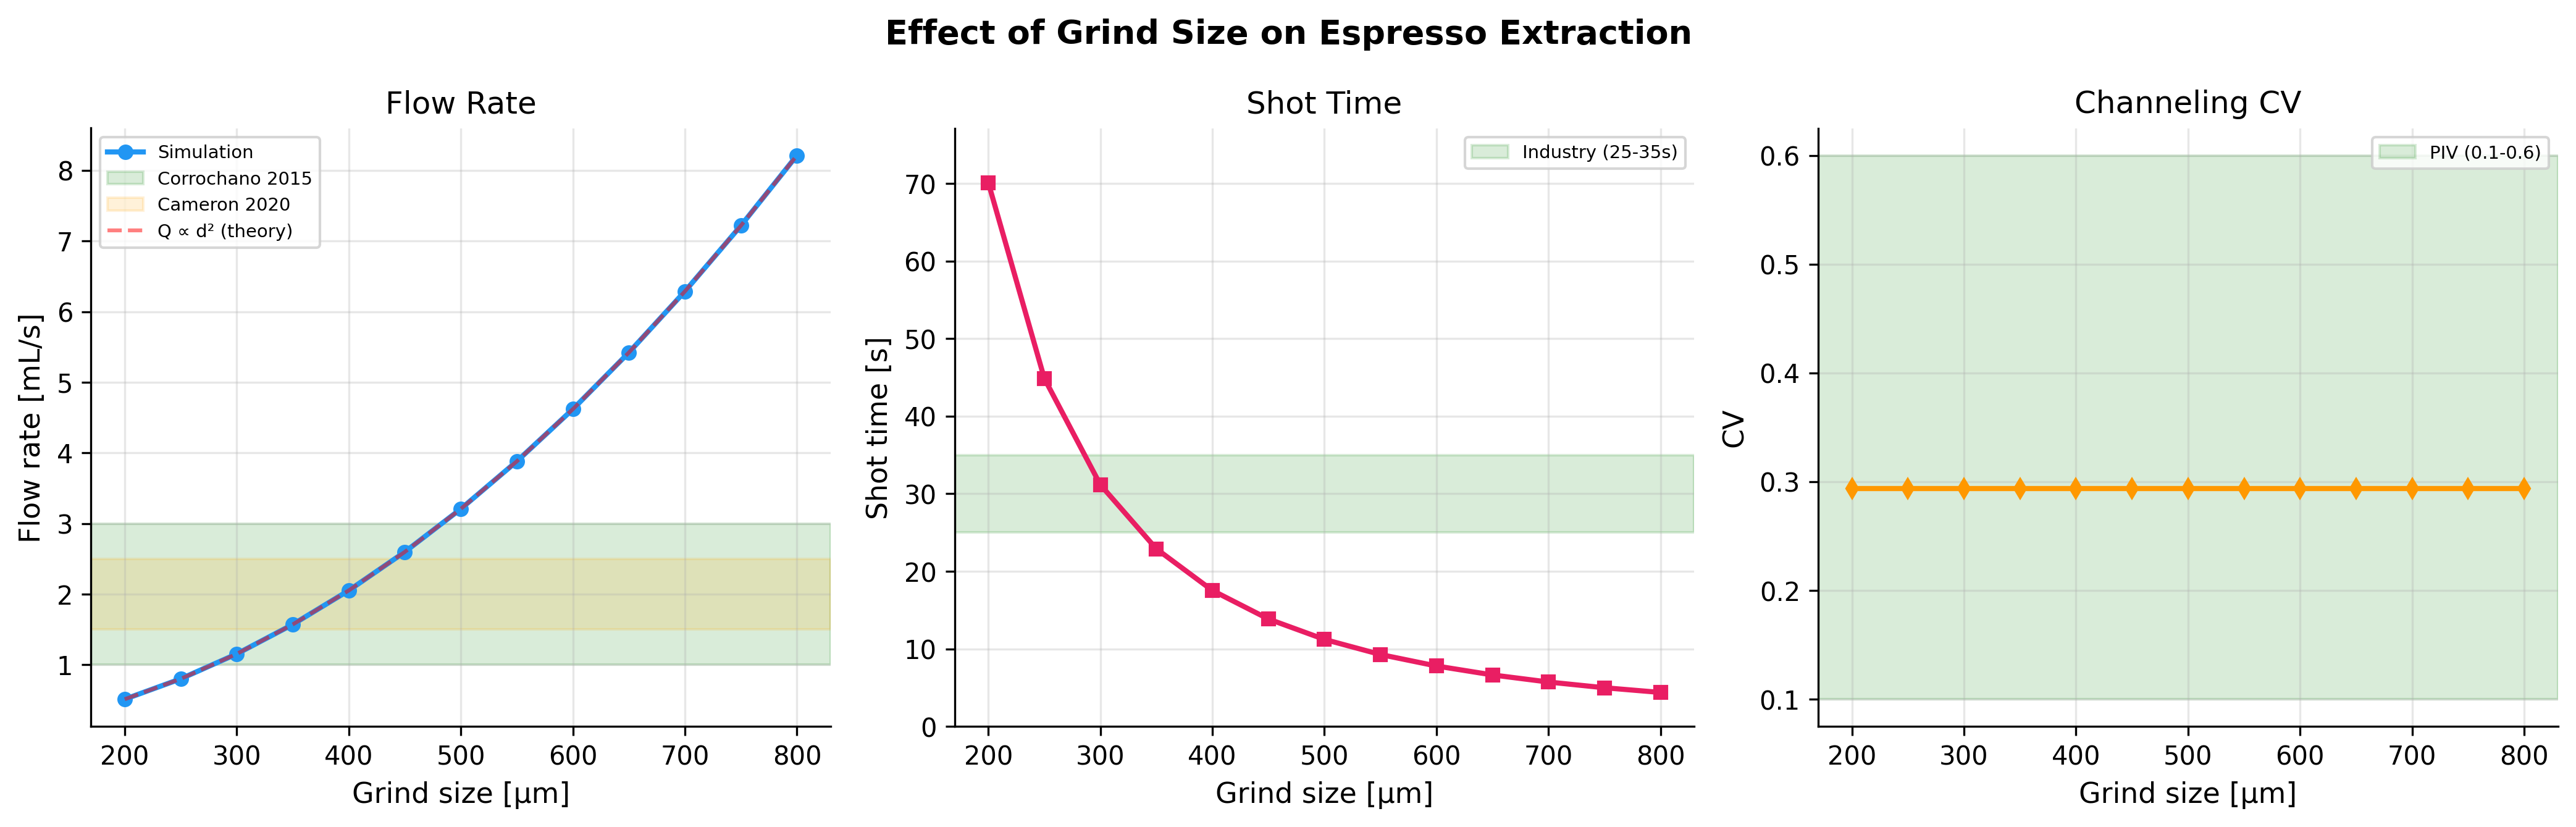 Effect of Grind Size on Espresso Extraction
Flow Rate
Simulation
Corrochano 2015
Cameron 2020
Q ∝ d² (theory)
Flow rate [mL/s]
8
7
6
5
4
3
2
1
200 300 400 500 600 700 800
Grind size [µm]
Shot Time
Industry (25-35s)
Shot time [s]
70
60
50
40
30
20
10
0
200 300 400 500 600 700 800
Grind size [µm]
Channeling CV
PIV (0.1-0.6)
CV
0.6
0.5
0.4
0.3
0.2
0.1
200 300 400 500 600 700 800
Grind size [µm]